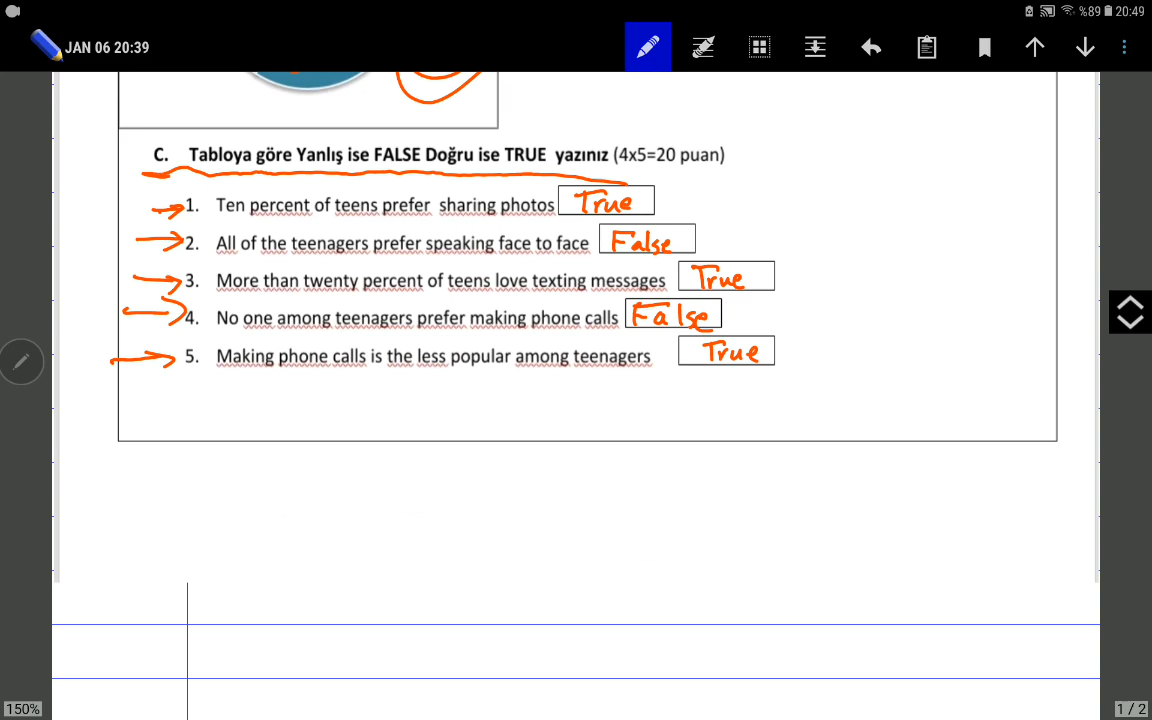 %89 20:49
JAN 06 20:39
C. Tabloya göre Yanlış ise FALSE Doğru ise TRUE yazınız (4x5=20 puan)
1. Ten percent of teens prefer sharing photos True
2. All of the teenagers prefer speaking face to face False
3. More than twenty percent of teens love texting messages True
4. No one among teenagers prefer making phone calls False
5. Making phone calls is the less popular among teenagers True
150% 1 / 2